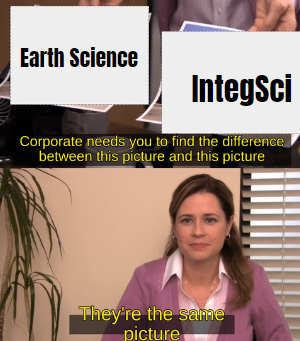 Earth Science
IntegSci
Corporate needs you to find the difference
between this picture and this picture
They're the same
picture